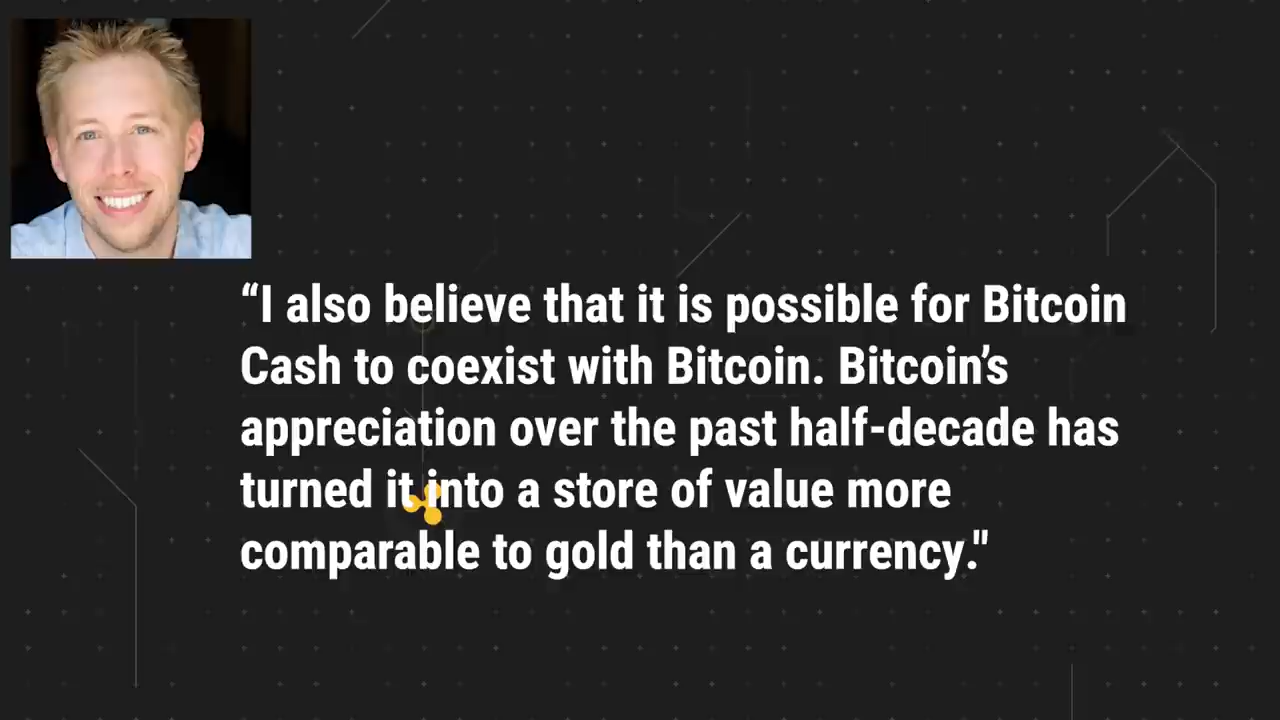 “I also believe that it is possible for Bitcoin
Cash to coexist with Bitcoin. Bitcoin’s
appreciation over the past half-decade has
turned it into a store of value more
comparable to gold than a currency."